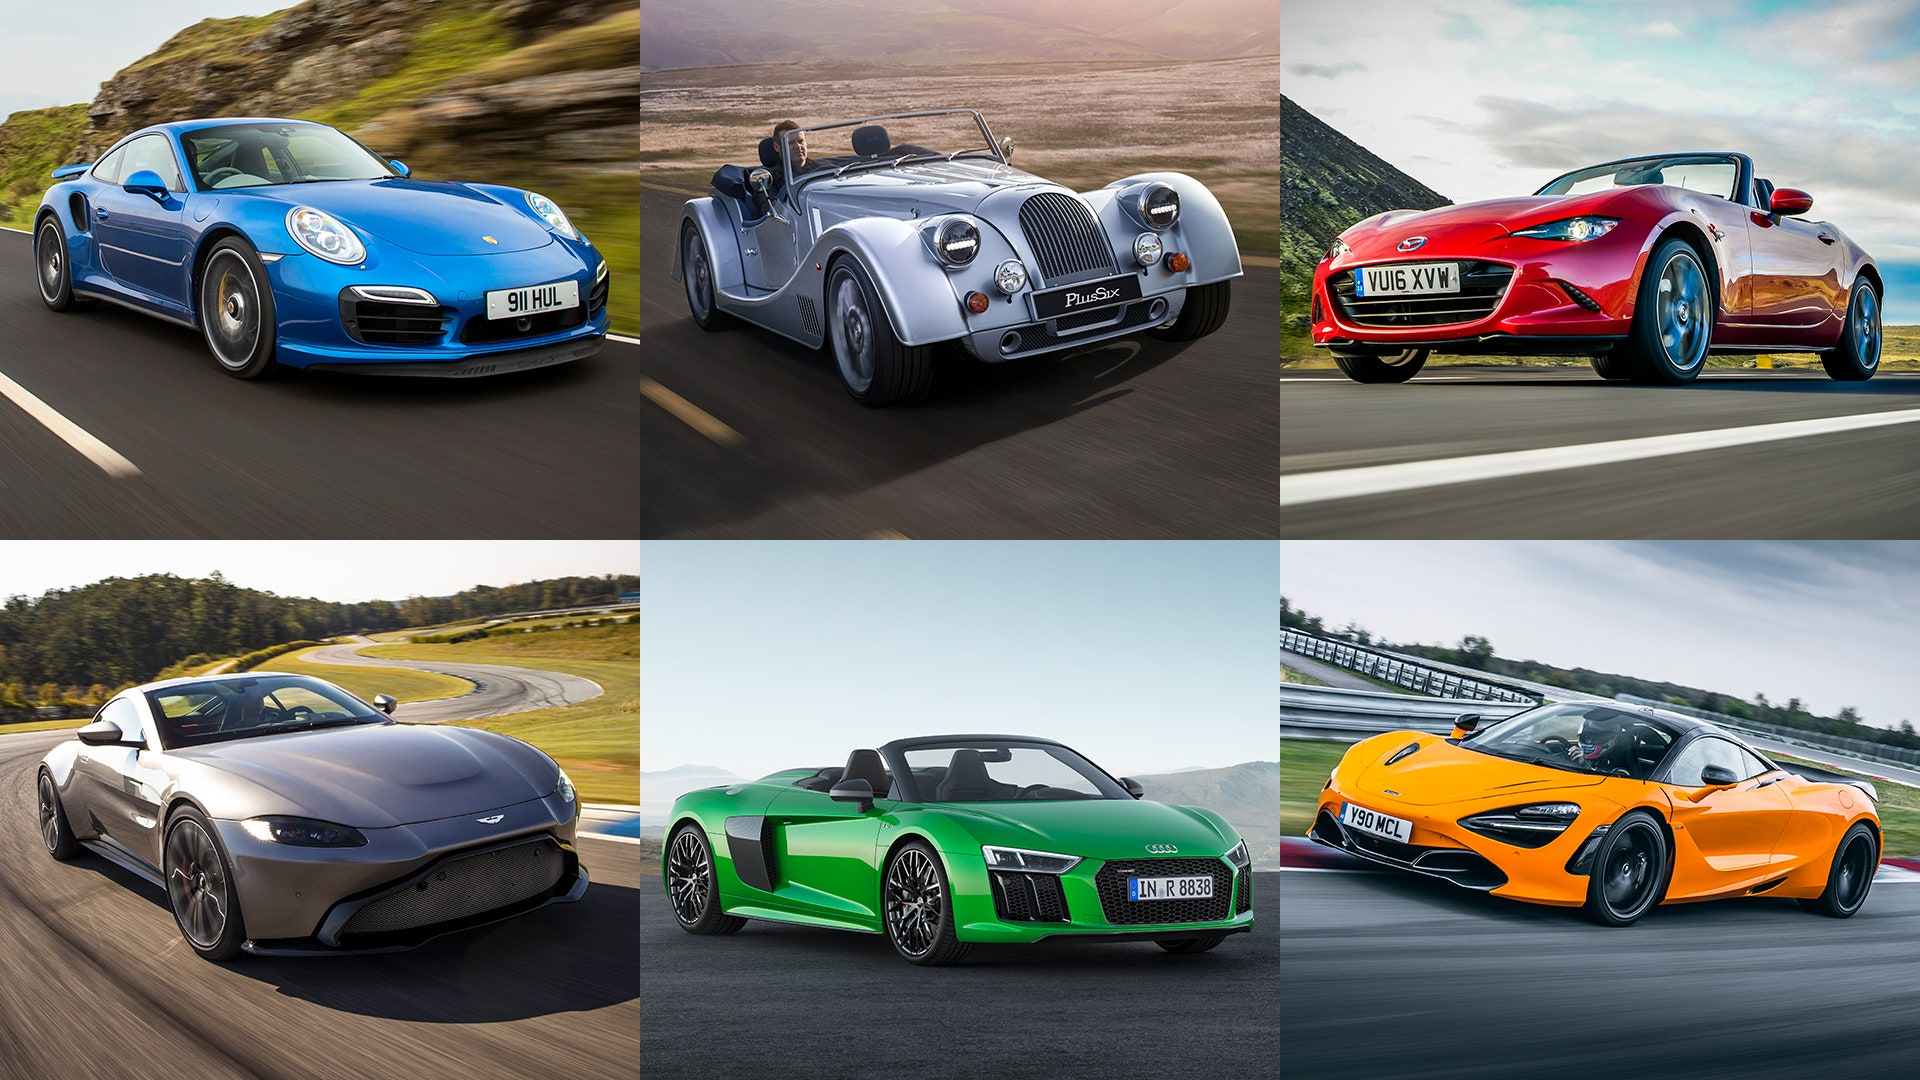 911 HUL
PlusSix
VU16 XVW
IN R 8838
Y90 MCL